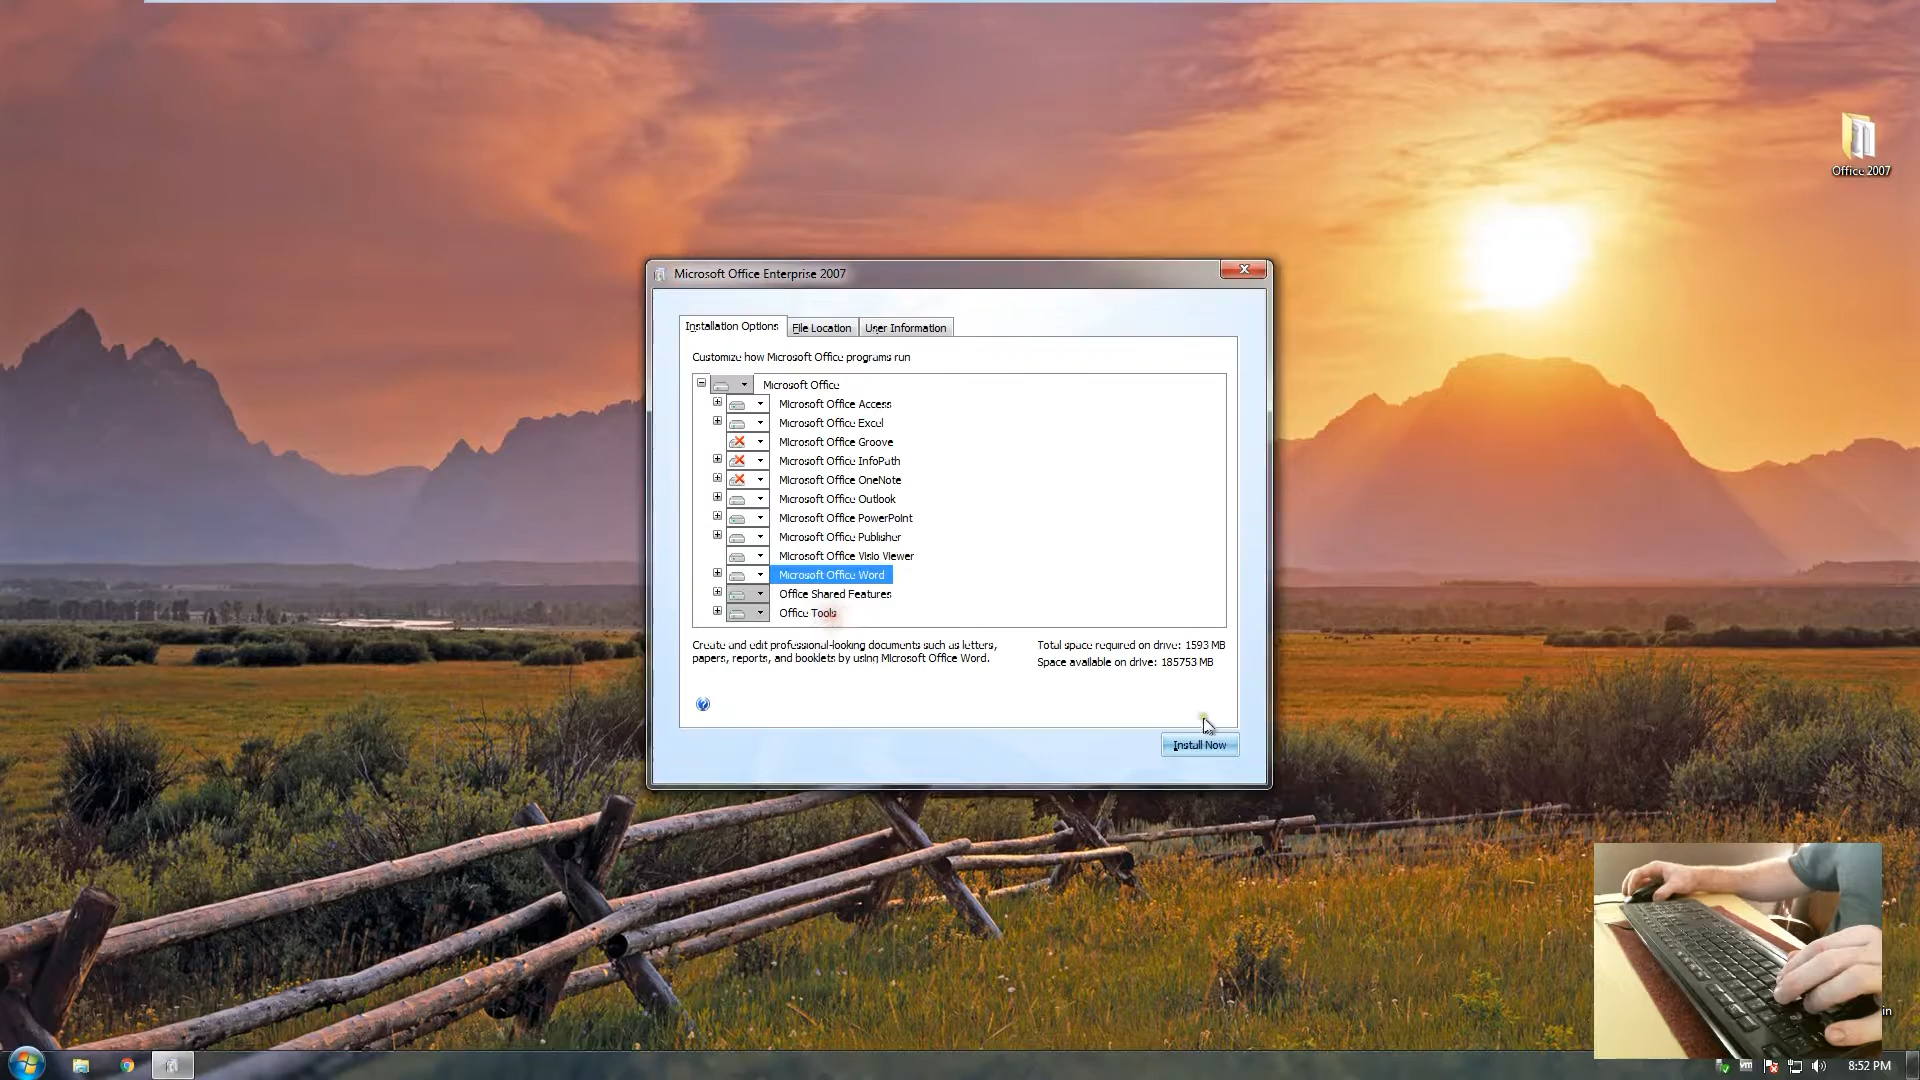 Office 2007
Microsoft Office Enterprise 2007
Installation Options
File Location
User Information
Customize how Microsoft Office programs run
Microsoft Office
Microsoft Office Access
Microsoft Office Excel
Microsoft Office Groove
Microsoft Office InfoPath
Microsoft Office OneNote
Microsoft Office Outlook
Microsoft Office PowerPoint
Microsoft Office Publisher
Microsoft Office Visio Viewer
Microsoft Office Word
Office Shared Features
Office Tools
Create and edit professional-looking documents such as letters,
papers, reports, and booklets by using Microsoft Office Word.
Total space required on drive: 1593 MB
Space available on drive: 185753 MB
Install Now
in
8:52 PM